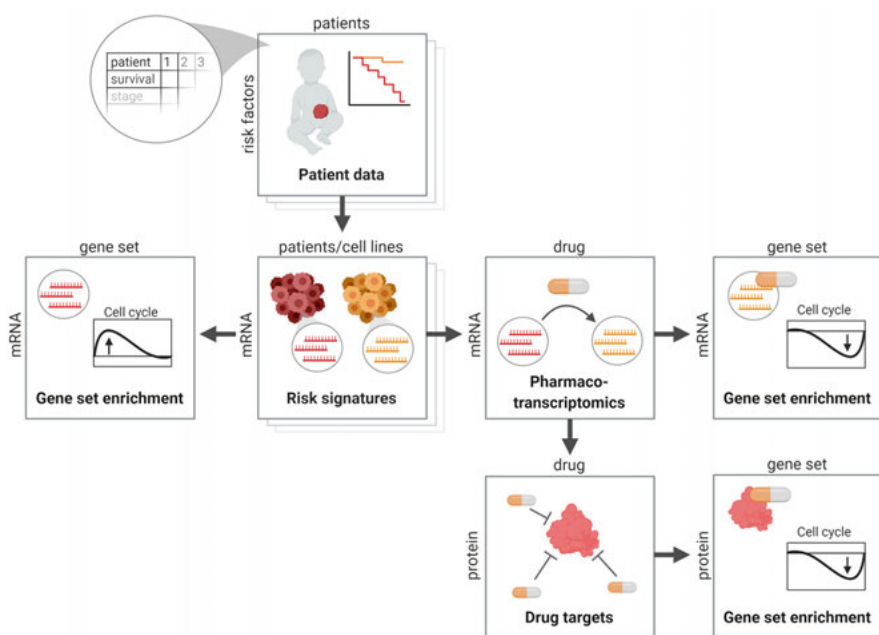 patients
patient 1 2 3
survival
stage
risk factors
Patient data
gene set
patients/cell lines
drug
gene set
mRNA
Cell cycle
Gene set enrichment
mRNA
Risk signatures
mRNA
Pharmaco-
transcriptomics
mRNA
Cell cycle
Gene set enrichment
drug
gene set
protein
Drug targets
protein
Cell cycle
Gene set enrichment